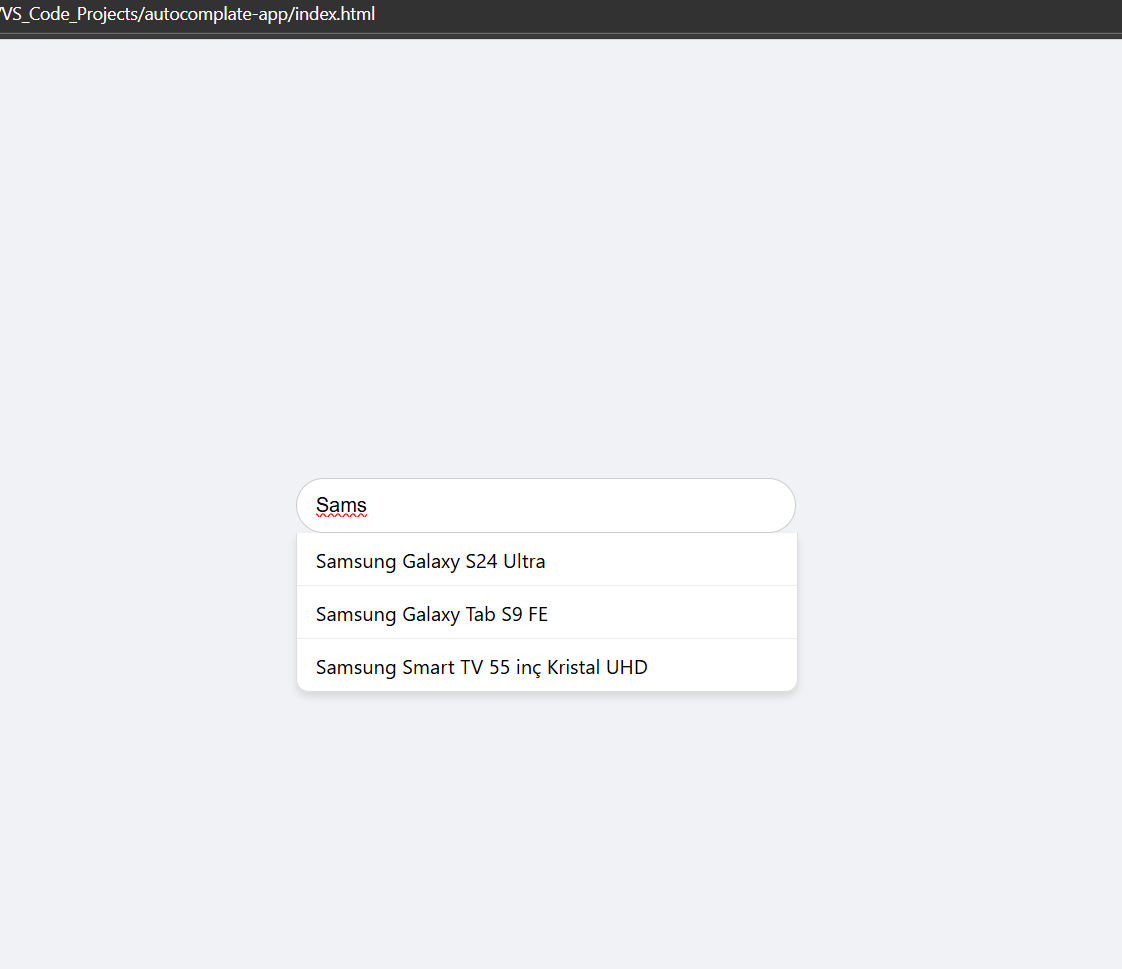 /VS_Code_Projects/autocomplate-app/index.html
Sams
Samsung Galaxy S24 Ultra
Samsung Galaxy Tab S9 FE
Samsung Smart TV 55 inç Kristal UHD